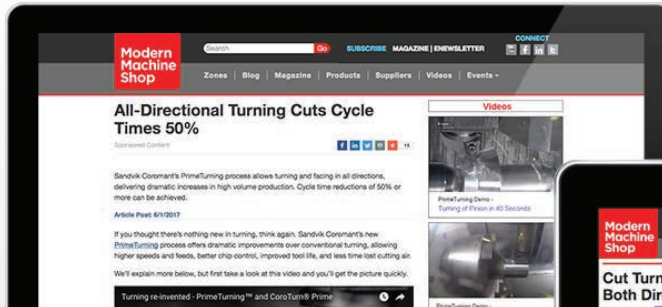 CONNECT
Modern
Machine
Shop
Search
Go
SUBSCRIBE MAGAZINE | ENEWSLETTER
Zones | Blog | Magazine | Products | Suppliers | Videos | Events
All-Directional Turning Cuts Cycle
Times 50%
Sponsored Content
15
Sandvik Coromant's PrimeTurning process allows turning and facing in all directions,
delivering dramatic increases in high volume production. Cycle time reductions of 50% or
more can be achieved.
Article Post: 6/1/2017
If you thought there's nothing new in turning, think again. Sandvik Coromant's new
PrimeTurning process offers dramatic improvements over conventional turning, allowing
higher speeds and feeds, better chip control, improved tool life, and less time lost cutting air.
We'll explain more below, but first take a look at this video and you'll get the picture quickly.
Turning re-invented - PrimeTurning™ and CoroTurn® Prime
Videos
PrimeTurning Demo -
Turning of Pinion in 40 Seconds
PrimeTurning Demo -
Modern
Machine
Shop
Cut Turn
Both Dir